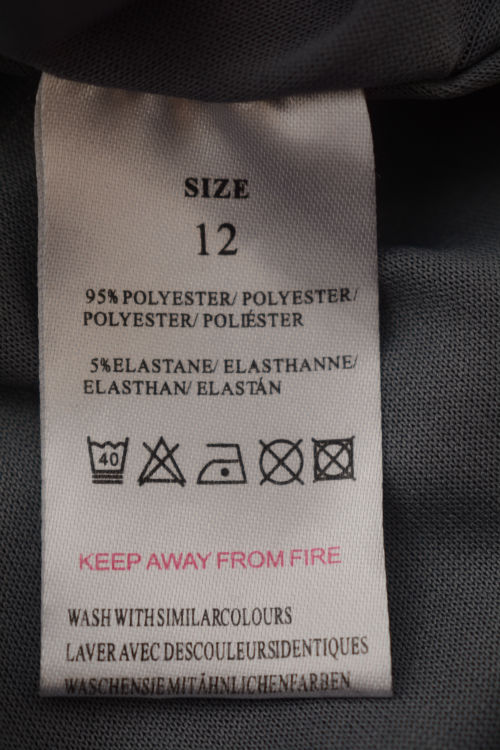 SIZE
12
95% POLYESTER/ POLYESTER/
POLYESTER/ POLIÉSTER
5%ELASTANE/ ELASTHANNE/
ELASTHAN/ ELASTÁN
40
KEEP AWAY FROM FIRE
WASH WITH SIMILARCOLOURS
LAVER AVEC DESCOULEURSIDENTIQUES
WASCHENSIEMITÄHNLICHENFARBEN